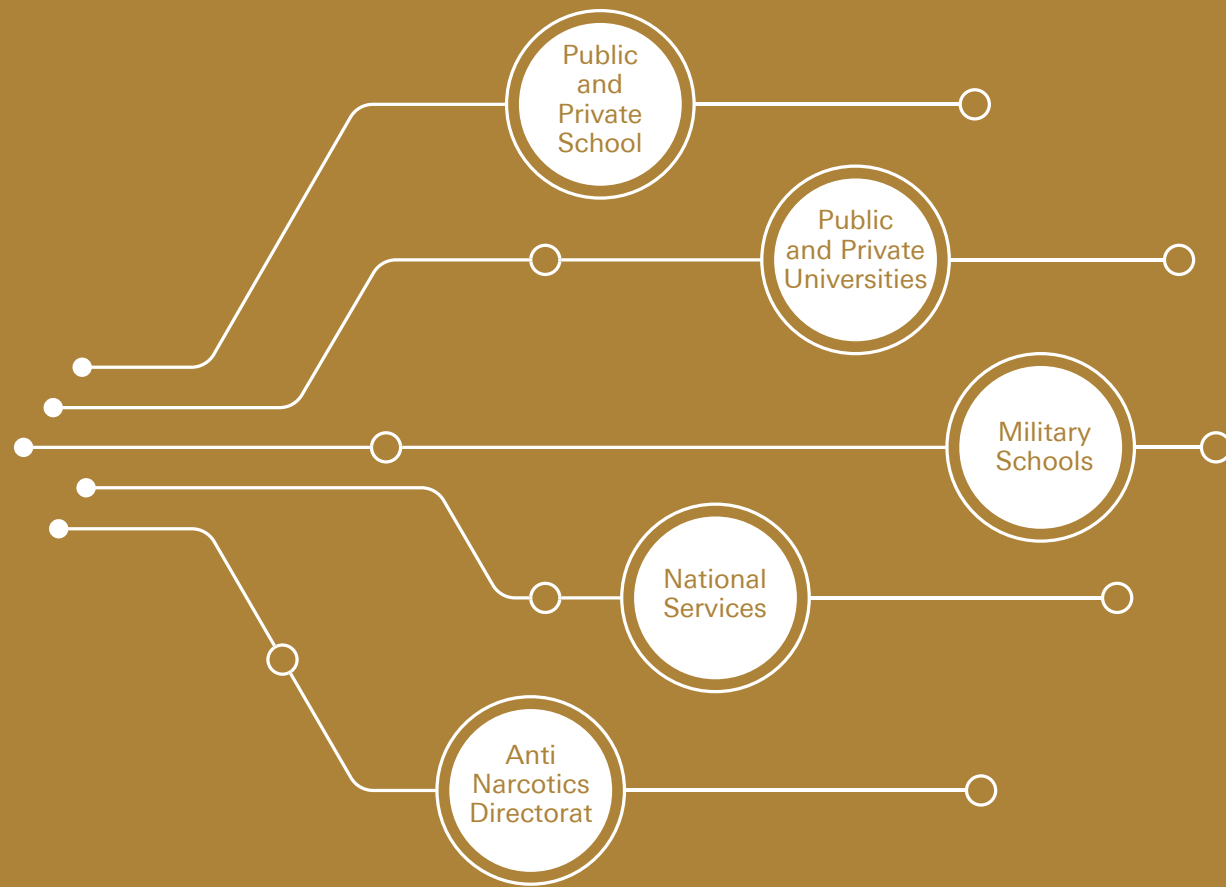 Public
and
Private
School
Public
and Private
Universities
Military
Schools
National
Services
Anti
Narcotics
Directorat